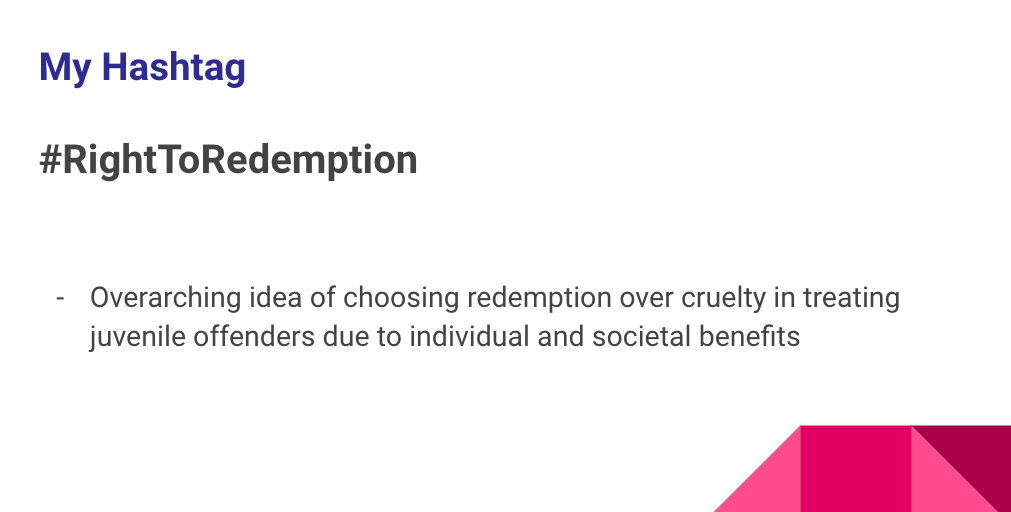 My Hashtag
#RightToRedemption
- Overarching idea of choosing redemption over cruelty in treating
juvenile offenders due to individual and societal benefits